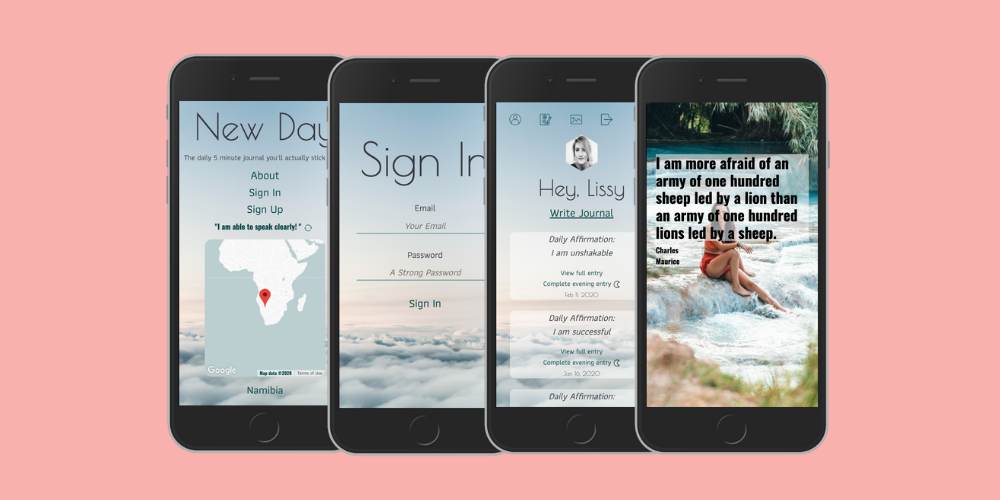 New Day
The daily 5 minute journal you'll actually stick
About
Sign In
Sign Up
"I am able to speak clearly! "
Google
Map data ©2020
Terms of Use
Namibia
Sign In
Email
Your Email
Password
A Strong Password
Sign In
Hey, Lissy
Write Journal
Daily Affirmation:
I am unshakable
View full entry
Complete evening entry
Feb 11, 2020
Daily Affirmation:
I am successful
View full entry
Complete evening entry
Jan 16, 2020
Daily Affirmation:
I am more afraid of an
army of one hundred
sheep led by a lion than
an army of one hundred
lions led by a sheep.
Charles
Maurice